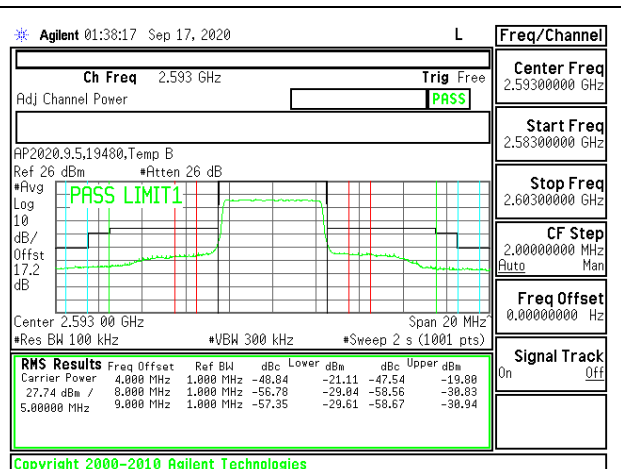 Agilent 01:38:17 Sep 17, 2020 L
Freq/Channel
Ch Freq 2.593 GHz Trig Free
Adj Channel Power PASS
Center Freq
2.59300000 GHz
Start Freq
2.58300000 GHz
AP2020.9.5,19480,Temp B
Ref 26 dBm #Atten 26 dB
#Avg
Log
10
dB/
Offst
17.2
dB
PASS LIMIT1
Stop Freq
2.60300000 GHz
CF Step
2.00000000 MHz
Auto Man
Freq Offset
0.00000000 Hz
Center 2.593 00 GHz Span 20 MHz^
#Res BW 100 kHz #VBW 300 kHz #Sweep 2 s (1001 pts)
Signal Track
On Off
RMS Results Freq Offset Ref BW dBc Lower dBm dBc Upper dBm
Carrier Power 4.000 MHz 1.000 MHz -48.84 -21.11 -47.54 -19.80
27.74 dBm / 8.000 MHz 1.000 MHz -56.78 -29.04 -58.56 -30.83
5.00000 MHz 9.000 MHz 1.000 MHz -57.35 -29.61 -58.67 -30.94
Copyright 2000-2010 Agilent Technologies